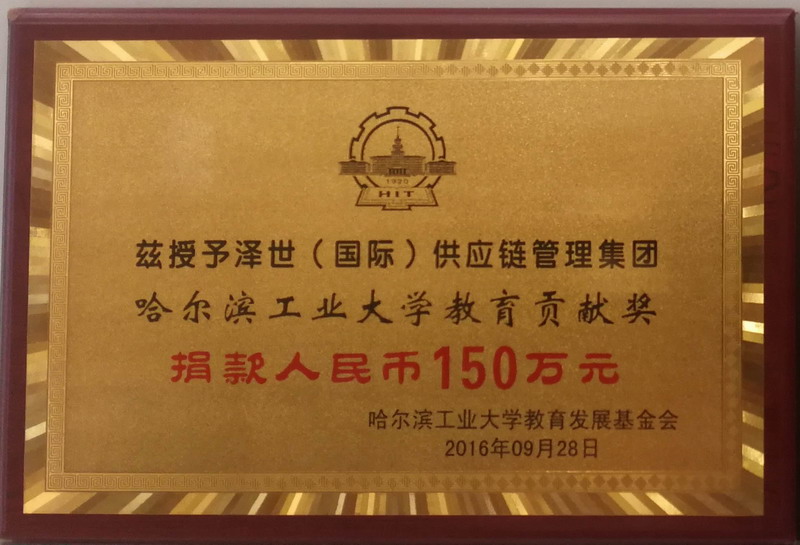 1920
HIT
兹授予泽世（国际）供应链管理集团
哈尔滨工业大学教育贡献奖
捐款人民币150万元
哈尔滨工业大学教育发展基金会
2016年09月28日